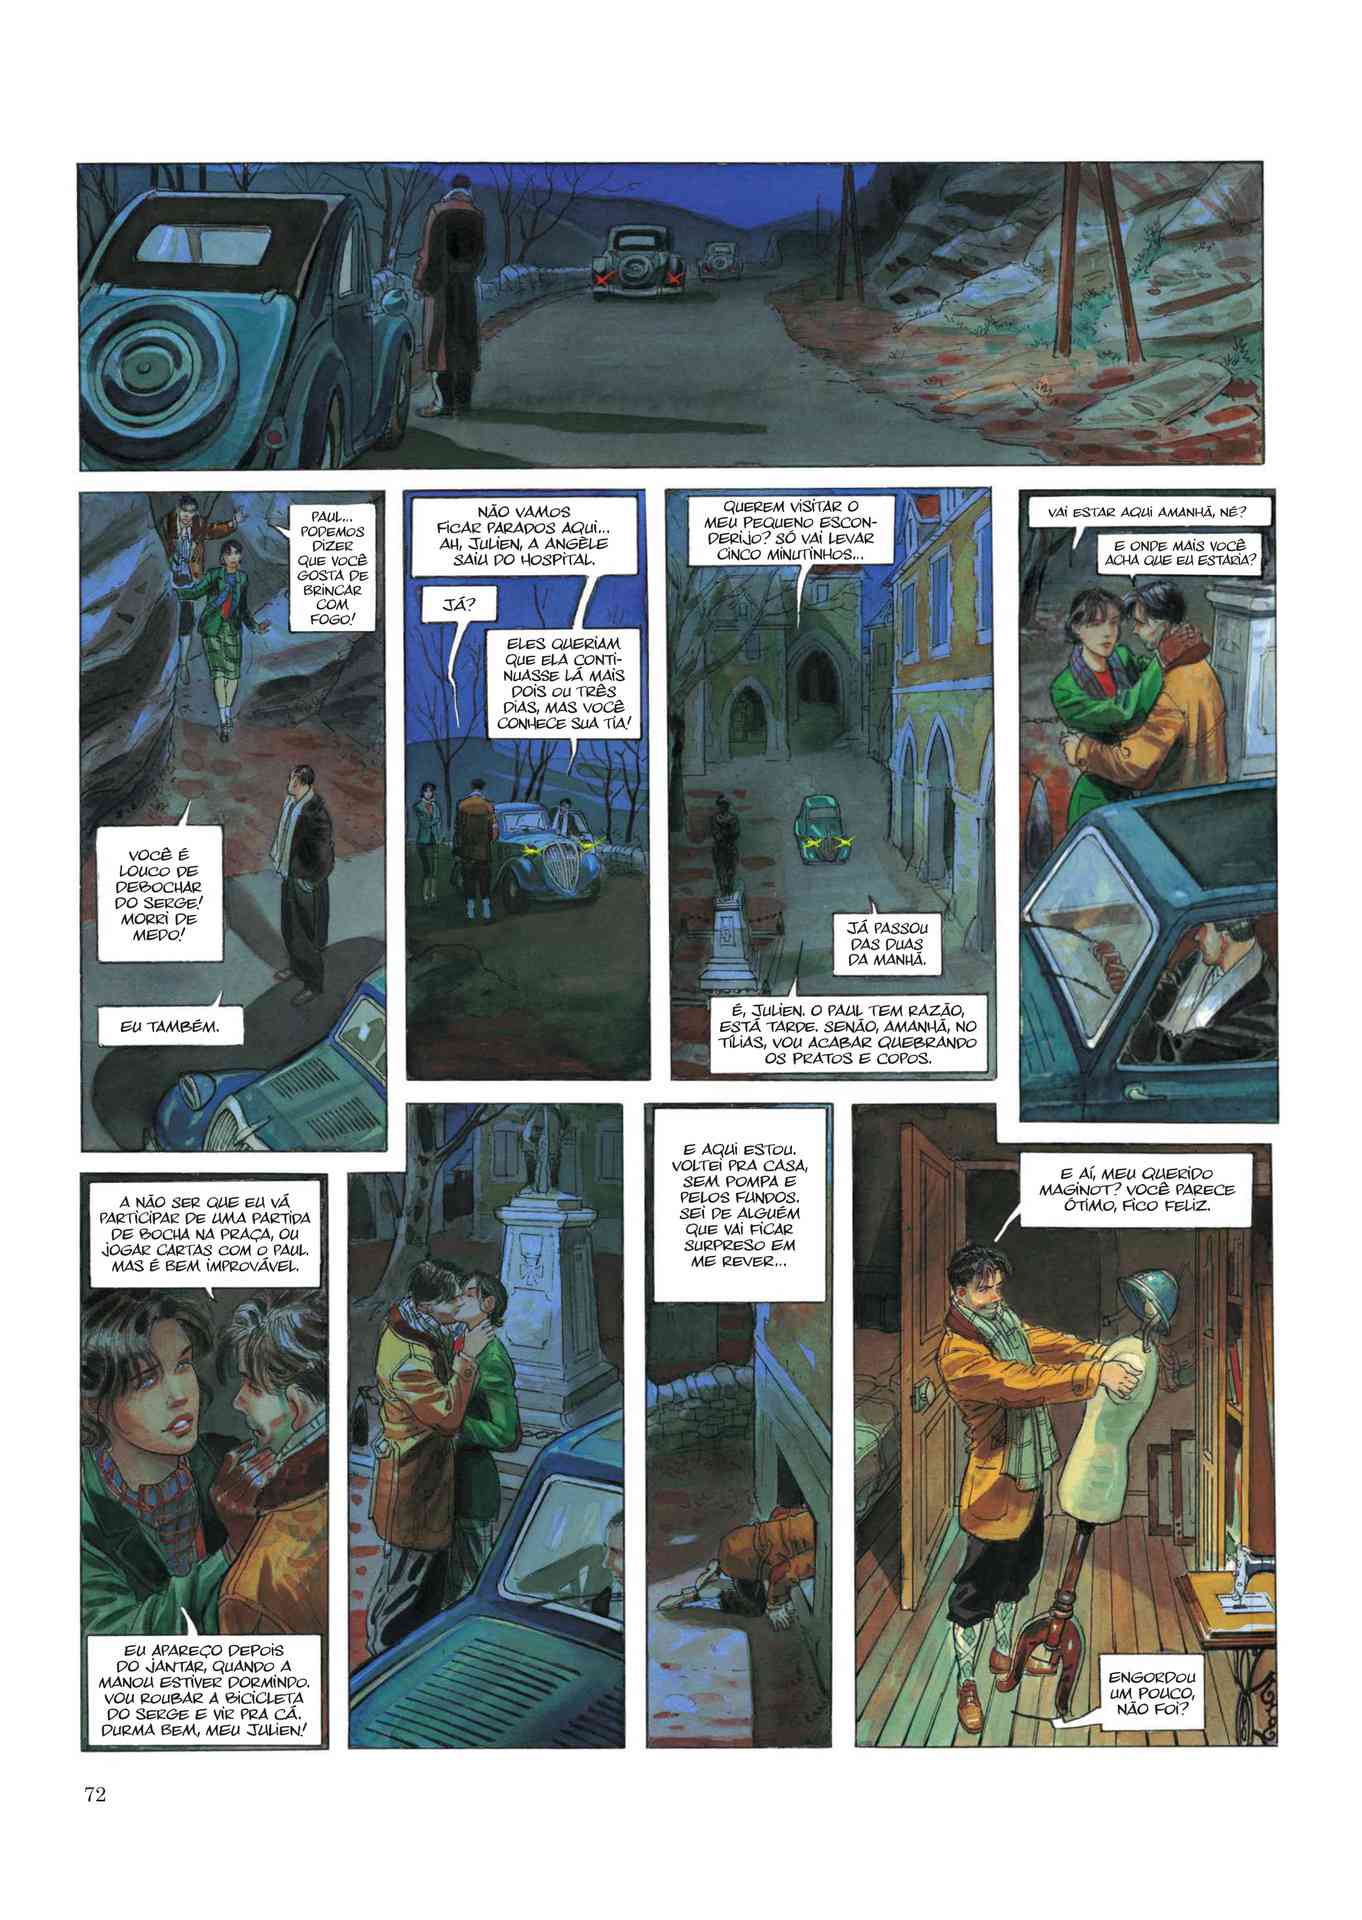 PAUL...
PODEMOS
DIZER
QUE VOCÊ
GOSTA DE
BRINCAR
COM
FOGO!
VOCÊ É
LOUCO DE
DEBOCHAR
DO SERGE!
MORRI DE
MEDO!
EU TAMBÉM.
NÃO VAMOS
FICAR PARADOS AQUI...
AH, JULIEN, A ANGÈLE
SAIU DO HOSPITAL.
JÁ?
ELES QUERIAM
QUE ELA CONTI-
NUASSE LÁ MAIS
DOIS OU TRÊS
DIAS, MAS VOCÊ
CONHECE SUA TIA!
QUEREM VISITAR O
MEU PEQUENO ESCON-
DERIJO? SÓ VAI LEVAR
CINCO MINUTINHOS...
JÁ PASSOU
DAS DUAS
DA MANHÃ.
É, JULIEN. O PAUL TEM RAZÃO,
ESTÁ TARDE. SENÃO, AMANHÃ, NO
TÍLIAS, VOU ACABAR QUEBRANDO
OS PRATOS E COPOS.
VAI ESTAR AQUI AMANHÃ, NÉ?
E ONDE MAIS VOCÊ
ACHA QUE EU ESTARIA?
A NÃO SER QUE EU VÁ
PARTICIPAR DE UMA PARTIDA
DE BOCHA NA PRAÇA, OU
JOGAR CARTAS COM O PAUL.
MAS É BEM IMPROVÁVEL.
EU APAREÇO DEPOIS
DO JANTAR, QUANDO A
MANOU ESTIVER DORMINDO.
VOU ROUBAR A BICICLETA
DO SERGE E VIR PRA CÁ.
DURMA BEM, MEU JULIEN!
E AQUI ESTOU.
VOLTEI PRA CASA,
SEM POMPA E
PELOS FUNDOS.
SEI DE ALGUÉM
QUE VAI FICAR
SURPRESO EM
ME REVER...
E AÍ, MEU QUERIDO
MAGINOT? VOCÊ PARECE
ÓTIMO, FICO FELIZ.
ENGORDOU
UM POUCO,
NÃO FOI?
72